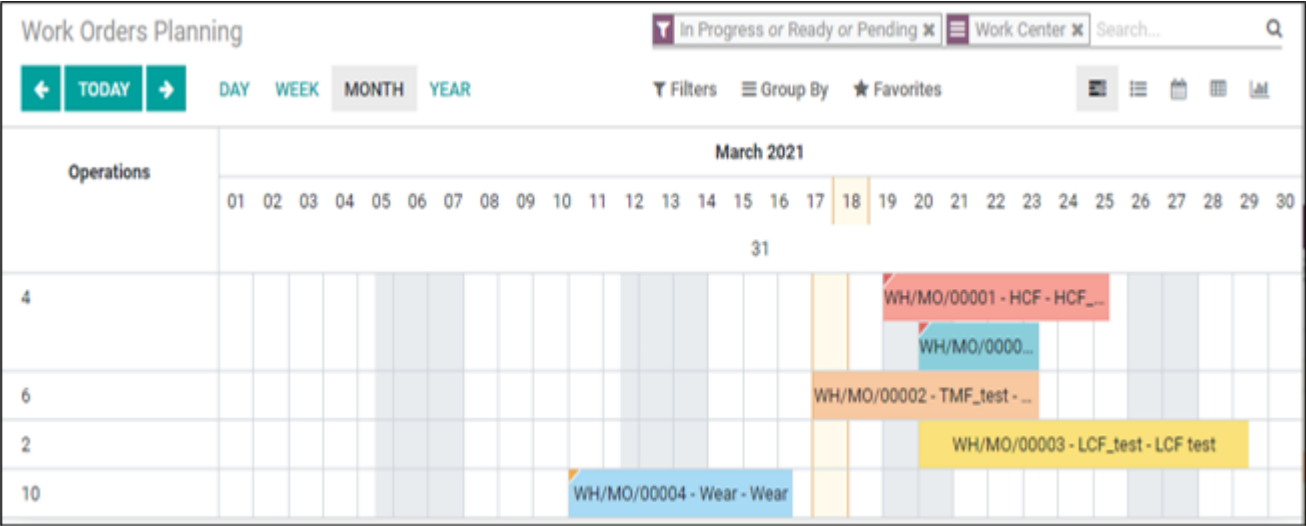 Work Orders Planning In Progress or Ready or Pending × Work Center × Search...
TODAY DAY WEEK MONTH YEAR Filters Group By Favorites
March 2021
Operations
01 02 03 04 05 06 07 08 09 10 11 12 13 14 15 16 17 18 19 20 21 22 23 24 25 26 27 28 29 30
31
4 WH/MO/00001 - HCF - HCF_...
WH/MO/0000...
6 WH/MO/00002 - TMF_test - ...
2 WH/MO/00003 - LCF_test - LCF test
10 WH/MO/00004 - Wear - Wear